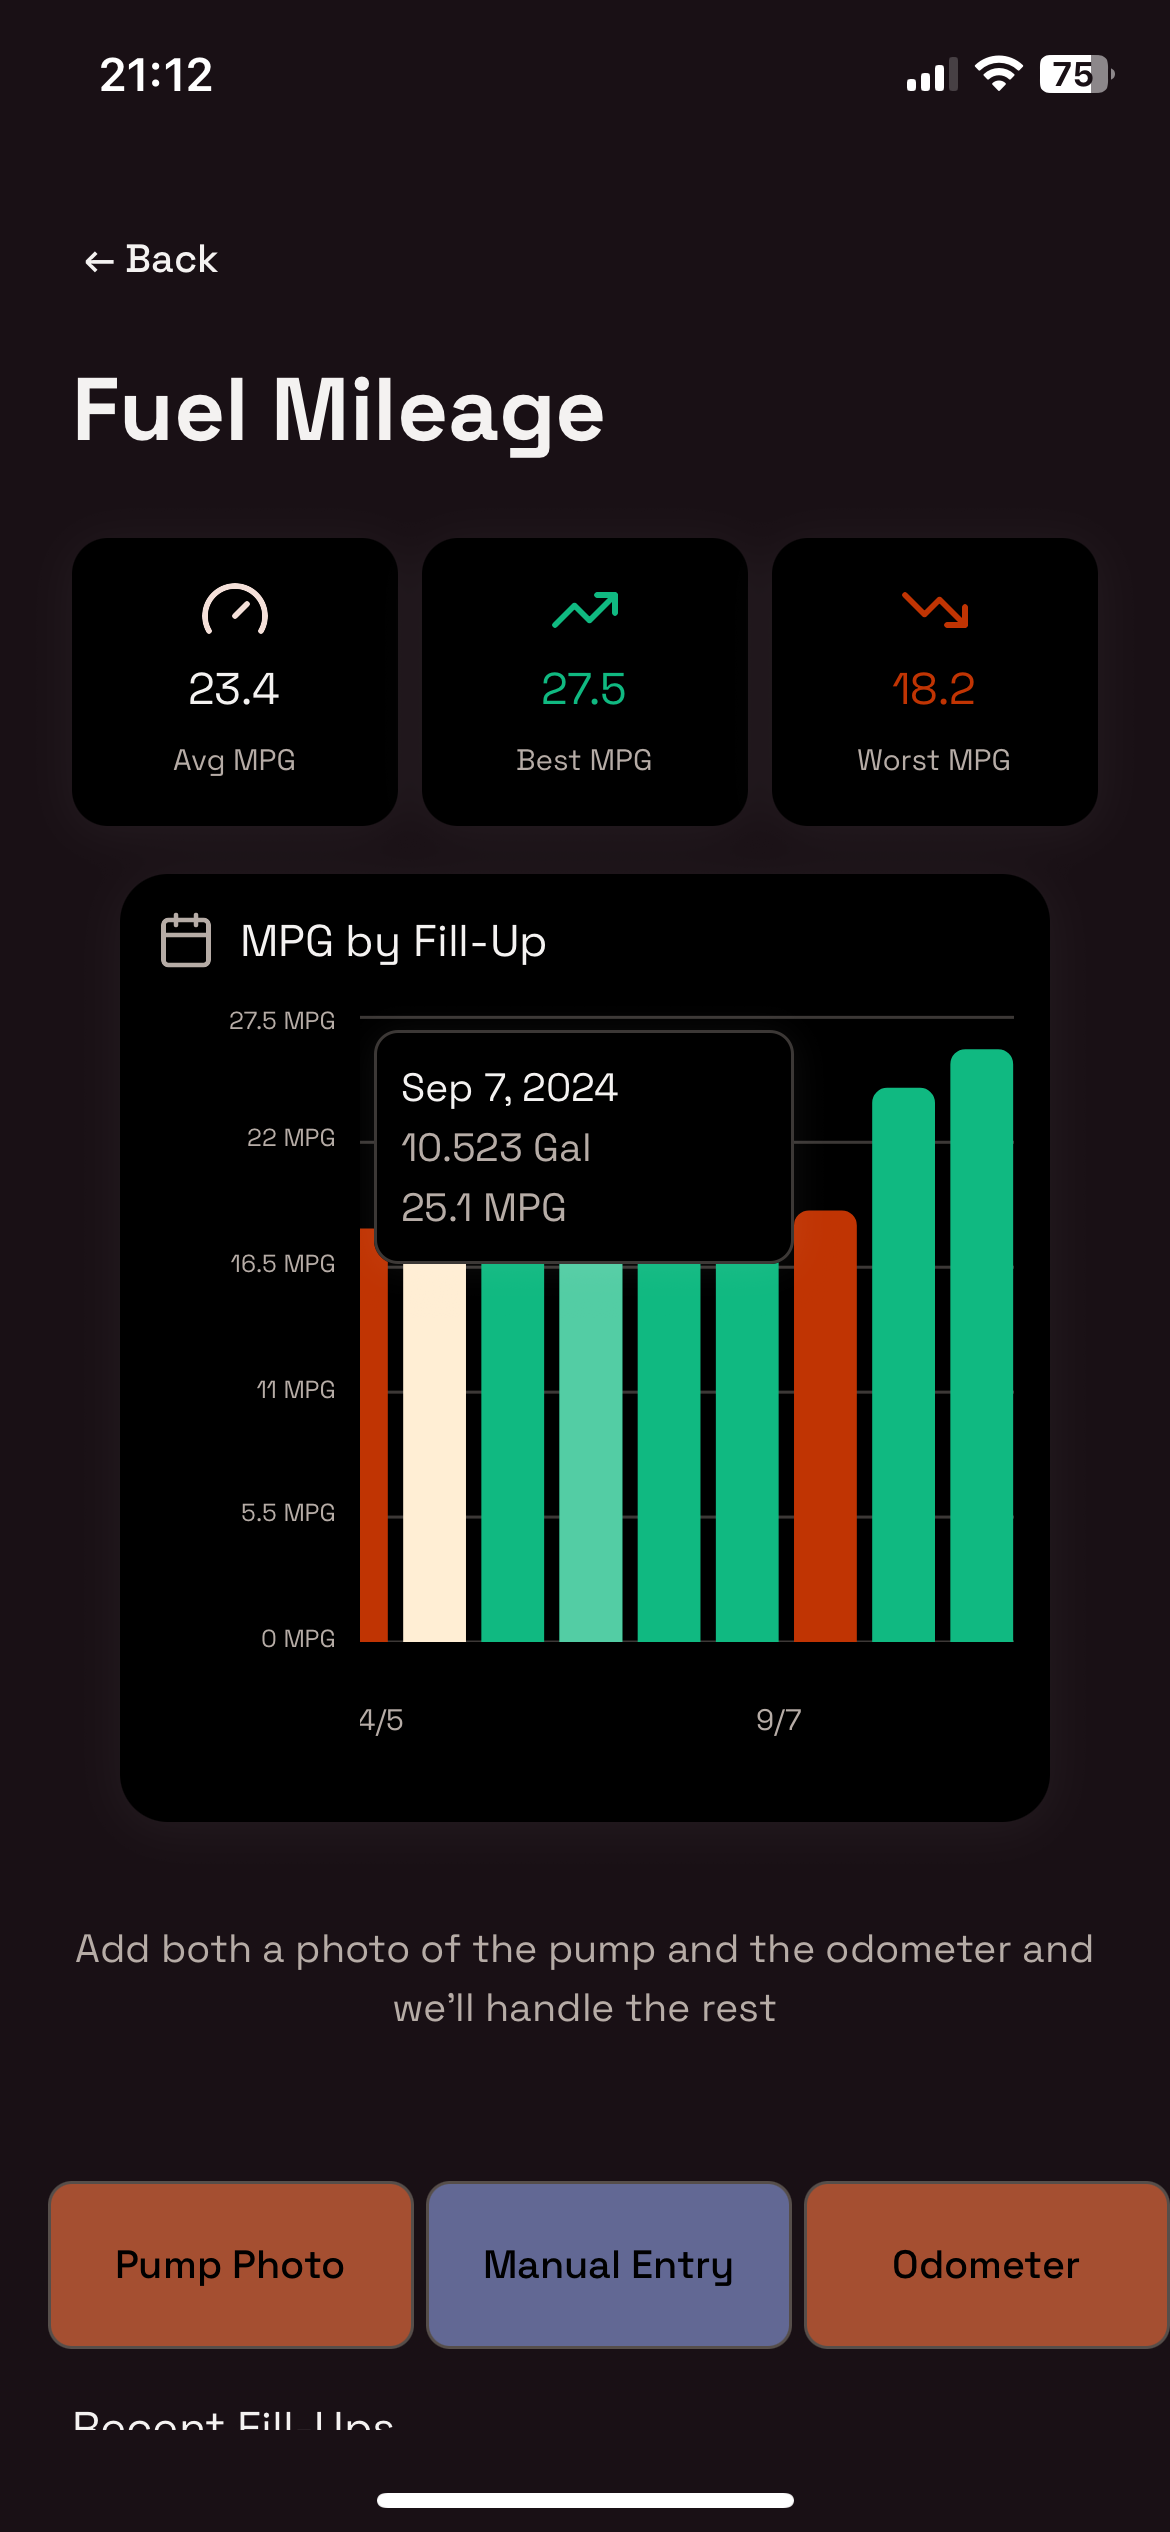 21:12
75
← Back
Fuel Mileage
23.4
Avg MPG
27.5
Best MPG
18.2
Worst MPG
MPG by Fill-Up
27.5 MPG
22 MPG
16.5 MPG
11 MPG
5.5 MPG
0 MPG
Sep 7, 2024
10.523 Gal
25.1 MPG
4/5
9/7
Add both a photo of the pump and the odometer and
we’ll handle the rest
Pump Photo
Manual Entry
Odometer
Recent Fill-Ups